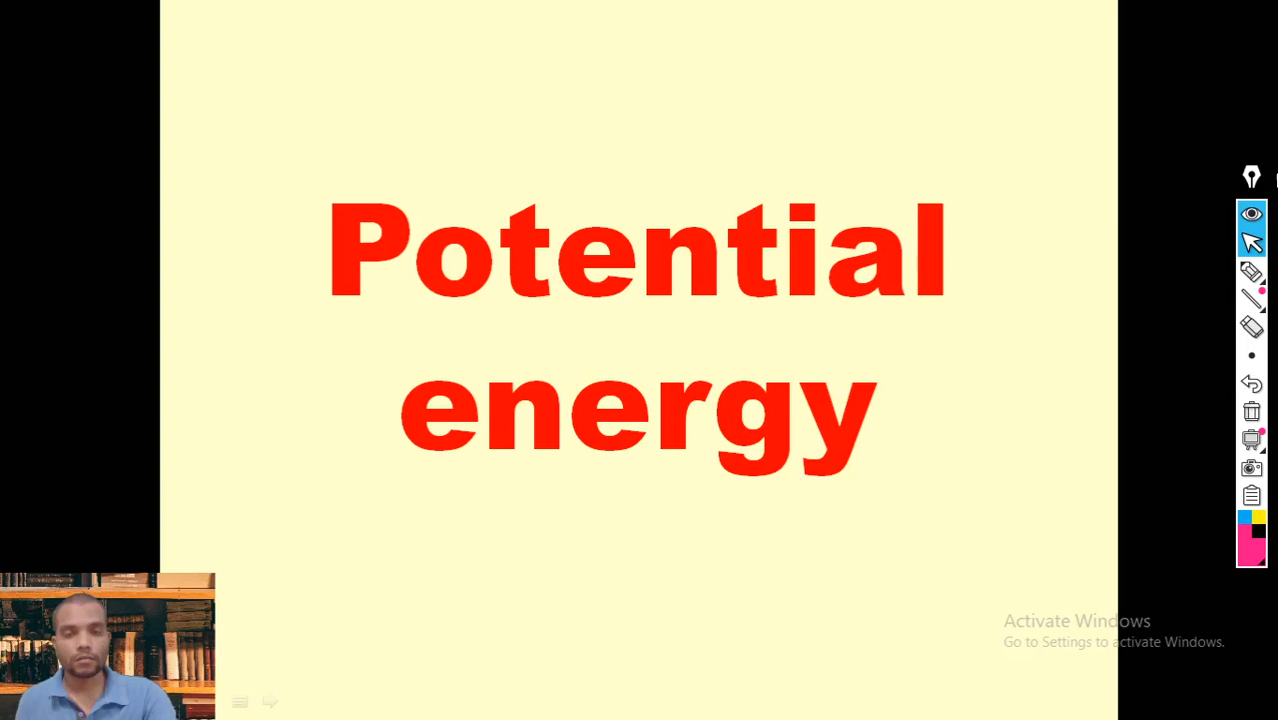 Potential
energy
Activate Windows
Go to Settings to activate Windows.